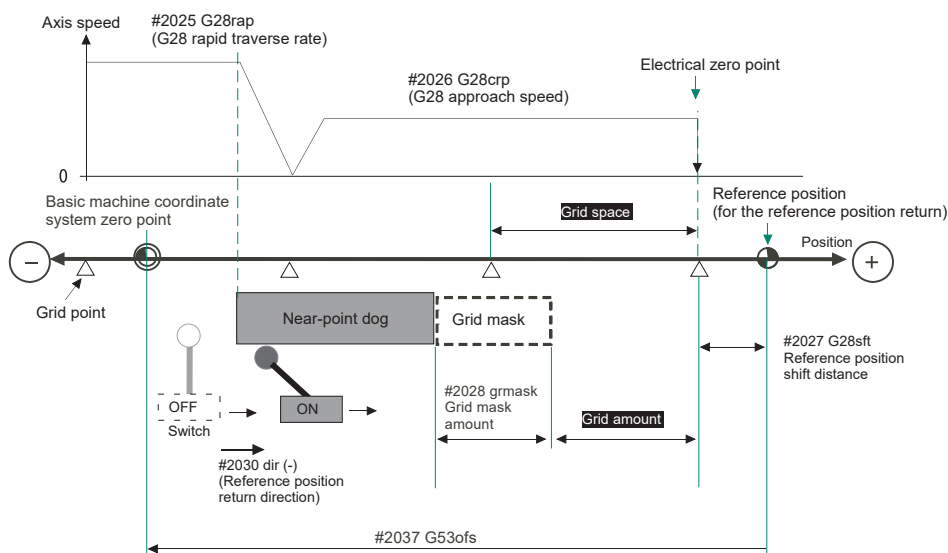 Axis speed
#2025 G28rap
(G28 rapid traverse rate)
Electrical zero point
#2026 G28crp
(G28 approach speed)
0
Basic machine coordinate
system zero point
Reference position
(for the reference position return)
Grid space
Position
−
+
Grid point
Near-point dog
Grid mask
#2027 G28sft
Reference position
shift distance
#2028 grmask
Grid mask
amount
Grid amount
OFF
ON
Switch
#2030 dir (-)
(Reference position
return direction)
#2037 G53ofs